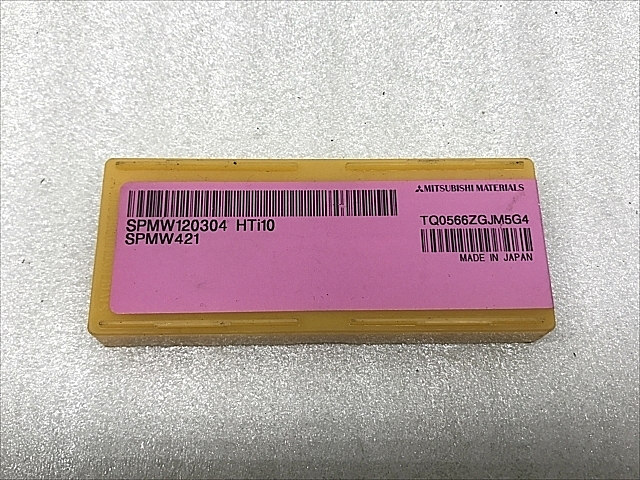 MITSUBISHI MATERIALS
SPMW120304 HTi10
SPMW421
TQ0566ZGJM5G4
MADE IN JAPAN